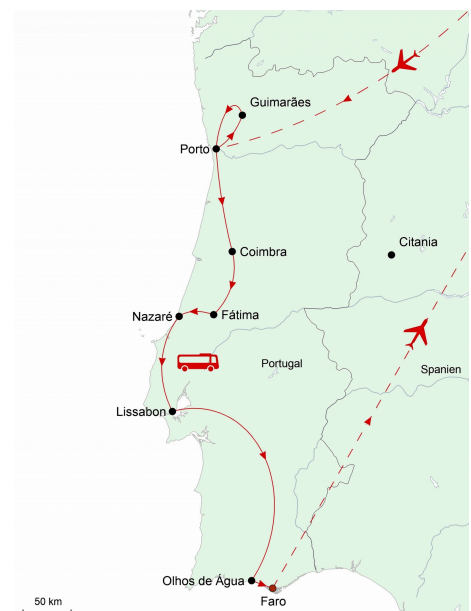 Guimarães
Porto
Coimbra
Citania
Nazaré
Fátima
Portugal
Spanien
Lissabon
Olhos de Água
Faro
50 km